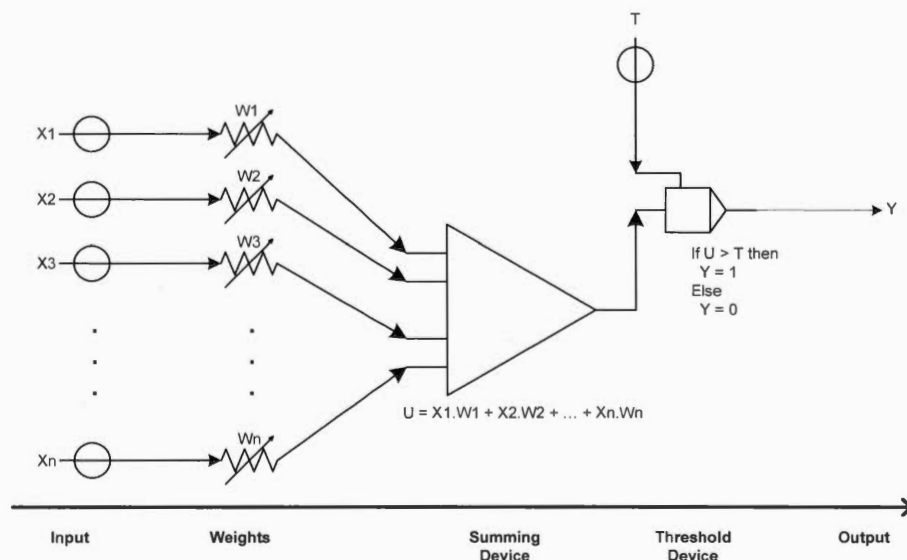 T
X1
W1
X2
W2
X3
W3
Y
If U > T then
Y = 1
Else
Y = 0
U = X1.W1 + X2.W2 + ... + Xn.Wn
Xn
Wn
Input
Weights
Summing
Device
Threshold
Device
Output